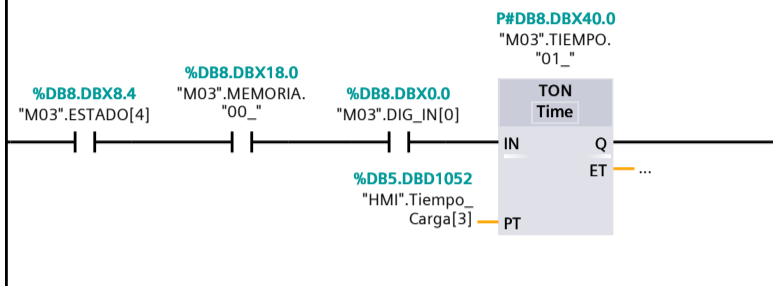 P#DB8.DBX40.0
"M03".TIEMPO.
"01_"
%DB8.DBX8.4
"M03".ESTADO[4]
%DB8.DBX18.0
"M03".MEMORIA.
"00_"
%DB8.DBX0.0
"M03".DIG_IN[0]
TON
Time
IN
Q
ET
...
%DB5.DBD1052
"HMI".Tiempo_
Carga[3]
PT